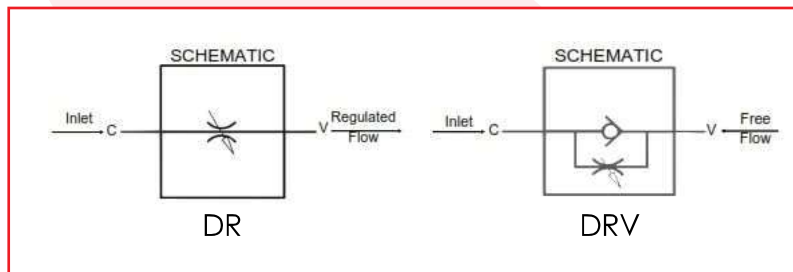 SCHEMATIC
Inlet
C
V
Regulated
Flow
DR
SCHEMATIC
Inlet
C
V
Free
Flow
DRV